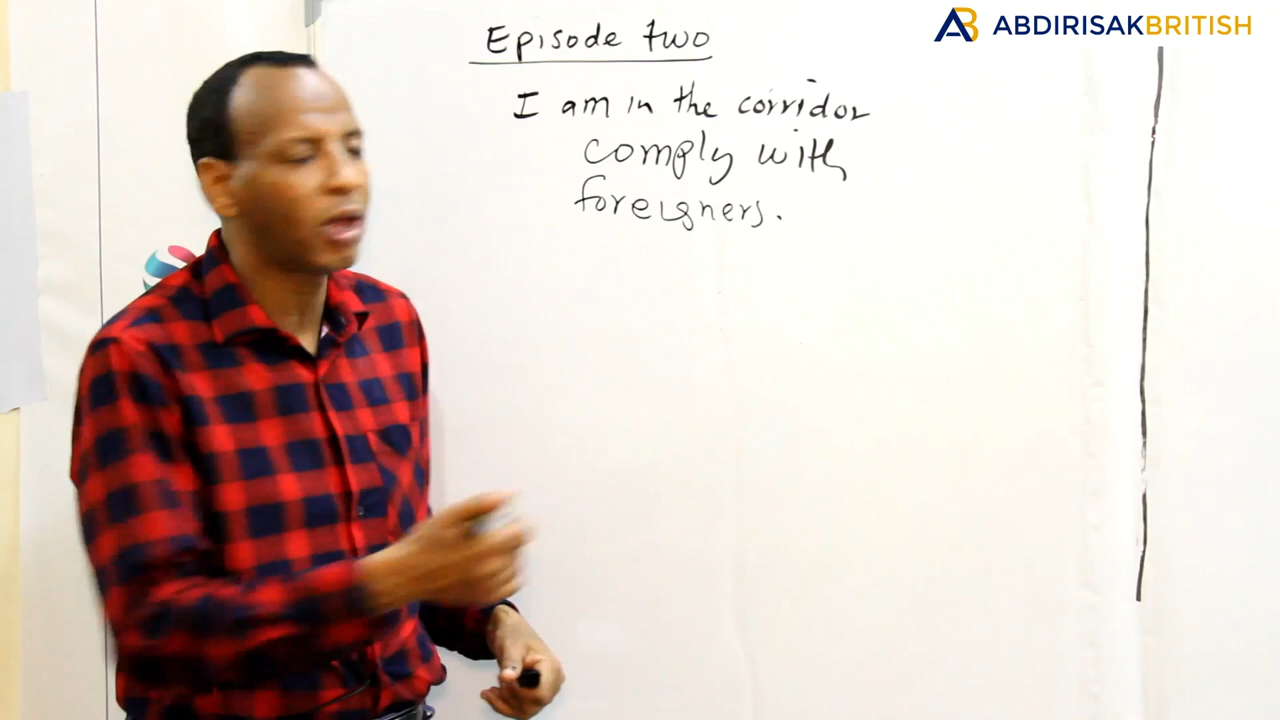 ABDIRISAKBRITISH
Episode two
I am in the corridor
comply with
foreigners.